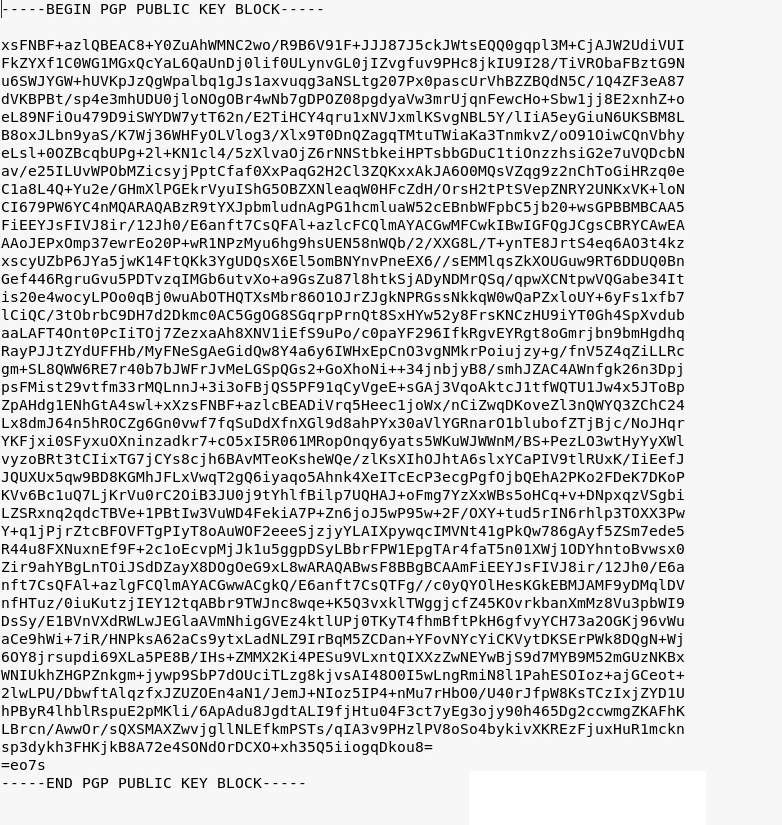 -----BEGIN PGP PUBLIC KEY BLOCK-----

xsFNBF+azlQBEAC8+Y0ZuAhWMNC2wo/R9B6V91F+JJJ87J5ckJWtsEQQ0gqpl3M+CjAJW2UdiVUI
FkZYXf1C0WG1MGxQcYaL6QaUnDj0lif0ULynvGL0jIZvgfuv9PHc8jkIU9I28/TiVRObaFBztG9N
u6SWJYGW+hUVKpJzQgWpalbq1gJs1axvuqg3aNSLtg207Px0pascUrVhBZZBQdN5C/1Q4ZF3eA87
dVKBPBt/sp4e3mhUDU0jloNOgOBr4wNb7gDPOZ08pgdyaVw3mrUjqnFewcHo+Sbw1jj8E2xnhZ+o
eL89NFiOu479D9iSWYDW7ytT62n/E2TiHCY4qru1xNVJxmlKSvgNBL5Y/lIiA5eyGiuN6UKSBM8L
B8oxJLbn9yaS/K7Wj36WHFyOLVlog3/Xlx9T0DnQZagqTMtuTWiaKa3TnmkvZ/oO91OiwCQnVbhy
eLsl+0OZBcqbUPg+2l+KN1cl4/5zXlvaOjZ6rNNStbkeiHPTsbbGDuC1tiOnzzhsiG2e7uVQDcbN
av/e25ILUvWPObMZicsyjPptCfaf0XxPaqG2H2Cl3ZQKxxAkJA6O0MQsVZqg9z2nChToGiHRzq0e
C1a8L4Q+Yu2e/GHmXlPGEkrVyuIShG5OBZXNleaqW0HFcZdH/OrsH2tPtSVepZNRY2UNKxVK+loN
CI679PW6YC4nMQARAQABzR9tYXJpbmludnAgPG1hcmluaW52cEBnbWFpbC5jb20+wsGPBBMBCAA5
FiEEYJsFIVJ8ir/12Jh0/E6anft7CsQFAl+azlcFCQlmAYACGwMFCwkIBwIGFQgJCgsCBRYCAwEA
AAoJEPxOmp37ewrEo20P+wR1NPzMyu6hg9hsUEN58nWQb/2/XXG8L/T+ynTE8JrtS4eq6AO3t4kz
xscyUZbP6JYa5jwK14FtQKk3YgUDQsX6El5omBNYnvPneEX6//sEMMlqsZkXOUGuw9RT6DDUQ0Bn
Gef446RgruGvu5PDTvzqIMGb6utvXo+a9GsZu87l8htkSjADyNDMrQSq/qpwXCNtpwVQGabe34It
is20e4wocyLPOo0qBj0wuAbOTHQTXsMbr86O1OJrZJgkNPRGssNkkqW0wQaPZxloUY+6yFs1xfb7
lCiQC/3tObrbC9DH7d2Dkmc0AC5GgOG8SGqrpPrnQt8SxHYw52y8FrsKNCzHU9iYT0Gh4SpXvdub
aaLAFT4Ont0PcIiTOj7ZezxaAh8XNV1iEfS9uPo/c0paYF296IfkRgvEYRgt8oGmrjbn9bmHgdhq
RayPJJtZYdUFFHb/MyFNeSgAeGidQw8Y4a6y6IWHxEpCnO3vgNMkrPoiujzy+g/fnV5Z4qZiLLRc
gm+SL8QWW6RE7r40b7bJWFrJvMeLGSpQGs2+GoXhoNi++34jnbjyB8/smhJZAC4AWnfgk26n3Dpj
psFMist29vtfm33rMQLnnJ+3i3oFBjQS5PF91qCyVgeE+sGAj3VqoAktcJ1tfWQTU1Jw4x5JToBp
ZpAHdg1ENhGtA4swl+xXzsFNBF+azlcBEADiVrq5Heec1joWx/nCiZwqDKoveZl3nQWYQ3ZChC24
Lx8dmJ64n5hROCZg6Gn0vwf7fqSuDdXfnXGl9d8ahPYx30aVlYGRnarO1blubofZTjBjc/NoJHqr
YKFjxi0SFyxuOXninzadkr7+cO5xI5R061MRopOnqy6yats5WKuWJWWnM/BS+PezLO3wtHyYyXWl
vyzoBRt3tCIixTG7jCYs8cjh6BAvMTeoKsheWQe/zlKsXIhOJhtA6slxYCaPIV9tlRUxK/IiEefJ
JQUXUx5qw9BD8KGMhJFLxVwqT2gQ6iyaqo5Ahnk4XeITcEcP3ecgPgfOjbQEhA2PKo2FDeK7DKoP
KVv6Bc1uQ7LjKrVu0rC2OiB3JU0j9tYhlfBilp7UQHAJ+oFmg7YzXxWBs5oHCq+v+DNpxqzVSgbi
LZSRxnq2qdcTBVe+1PBtIw3VuWD4FekiA7P+Zn6joJ5wP95w+2F/OXY+tud5rIN6rhlp3TOXX3Pw
Y+q1jPjrZtcBFOVFTgPIyT8oAuWOF2eeeSjzjyYLAIXpywqcIMVNt41gPkQw786gAyf5ZSm7ede5
R44u8FXNuxnEf9F+2c1oEcvpMjJk1u5ggpDSyLBbrFPW1EpgTAr4faT5n01XWj1ODYhntoBvwsx0
Zir9ahYBgLnTOiJSdDZayX8DOgOeG9xL8wARAQABwsF8BBgBCAAmFiEEYJsFIVJ8ir/12Jh0/E6a
nft7CsQFAl+azlgFCQlmAYACGwwACgkQ/E6anft7CsQTFg//c0yQYOlHesKGkEBMJAMF9yDMqlDV
nfHTuz/0iuKutzjIEY12tqABbr9TWJnc8wqe+K5Q3vxklTWggjcfZ45KOvrkbanXmMz8Vu3pbWI9
DsSy/E1BVnVXdRWLwJEGlaAVmNhigGVEz4ktlUPj0TKyT4fhmBftPkH6gfvyYCH73a2OGKj96vWu
aCe9hWi+7iR/HNPksA62aCs9ytxLadNLZ9IrBqM5ZCDan+YFovNYcYiCKVytDKSErPWk8DQgN+Wj
6OY8jrsupdi69XLa5PE8B/IHs+ZMMX2Ki4PESu9VLxntQIXXzZwNEYwBjS9d7MYB9M52mGUzNKBx
WNIUkhZHGPZnkgm+jywp9SbP7dOUciTLzg8kjvsAI48O0I5wLngRmiN8l1PahESOIoz+ajGCeot+
2lwLPU/DbwftAlqzfxJZUZOEn4aN1/JemJ+NIoz5IP4+nMu7rHbO0/U40rJfpW8KsTCzIxjZYD1U
hPByR4lhblRspuE2pMKli/6ApAdu8JgdtALI9fjHtu04F3ct7yEg3ojy90h465Dg2ccwmgZKAFhK
LBrcn/AwwOr/sQXSMAXZwvjgllNLEfkmPSTs/qIA3v9PHzlPV8oSo4bykivXKREzFjuxHuR1mckn
sp3dykh3FHKjkB8A72e4SONdOrDCXO+xh35Q5iiogqDkou8=
=eo7s
-----END PGP PUBLIC KEY BLOCK-----